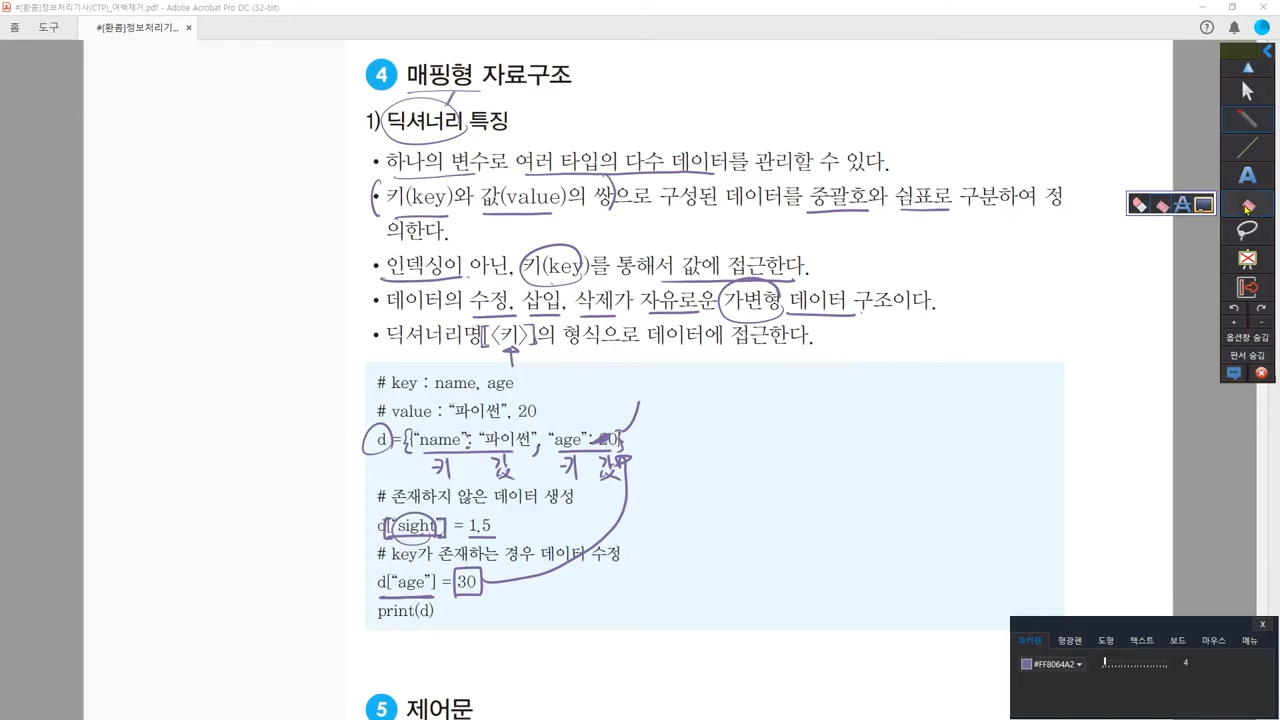 #[환콤]정보처리기사(CTP)_여백제거.pdf - Adobe Acrobat Pro DC (32-bit)
홈 도구 #[환콤]정보처리기... ×
4 매핑형 자료구조
1) 딕셔너리 특징
• 하나의 변수로 여러 타입의 다수 데이터를 관리할 수 있다.
• 키(key)와 값(value)의 쌍으로 구성된 데이터를 중괄호와 쉼표로 구분하여 정
의한다.
• 인덱싱이 아닌, 키(key)를 통해서 값에 접근한다.
• 데이터의 수정, 삽입, 삭제가 자유로운 가변형 데이터 구조이다.
• 딕셔너리명[〈키〉]의 형식으로 데이터에 접근한다.
# key : name, age
# value : “파이썬”, 20
d ={“name”: “파이썬”, “age”: 20}
키 값 키 값
# 존재하지 않은 데이터 생성
d[“sight”] = 1.5
# key가 존재하는 경우 데이터 수정
d[“age”] = 30
print(d)
5 제어문
옵션창 숨김
판서 숨김
마커펜 형광펜 도형 텍스트 보드 마우스 메뉴
#FF8064A2 4